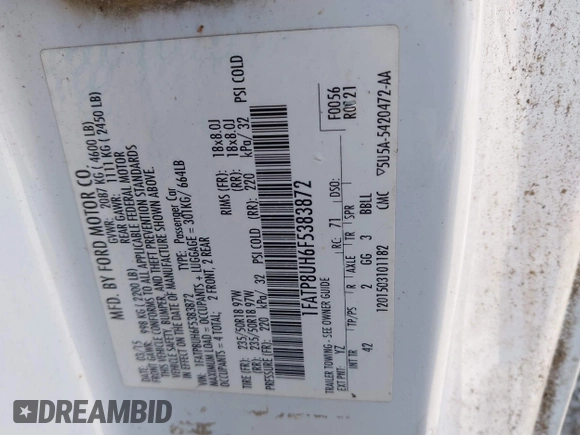 MFD. BY FORD MOTOR CO.
DATE: 03/15 GVWR: 2087 KG ( 4600 LB)
FRONT GAWR: 998 KG ( 2200 LB) REAR GAWR: 1111 KG ( 2450 LB)
THIS VEHICLE CONFORMS TO ALL APPLICABLE FEDERAL MOTOR
VEHICLE SAFETY, BUMPER, AND THEFT PREVENTION STANDARDS
IN EFFECT ON THE DATE OF MANUFACTURE SHOWN ABOVE.
VIN: 1FATP8UH6F5383872 TYPE: Passenger Car
MAXIMUM LOAD = OCCUPANTS + LUGGAGE = 301KG/ 664LB
OCCUPANTS = 4 TOTAL; 2 FRONT, 2 REAR
TIRE (FR): 235/50R18 97W RIMS (FR): 18x8.0J
(RR): 235/50R18 97W (RR): 18x8.0J
PRESSURE (FR): 220 kPa/ 32 PSI COLD (RR): 220 kPa/ 32 PSI COLD
1FATP8UH6F5383872
F0056
R0121
TRAILER TOWING - SEE OWNER GUIDE
EXT PNT: YZ RC: 71 DSO:
INT TR TP/PS R AXLE TR SPR
42 2 GG 3 BBLL
1201503101182 CMC
5U5A-5420472-AA
DREAMBID